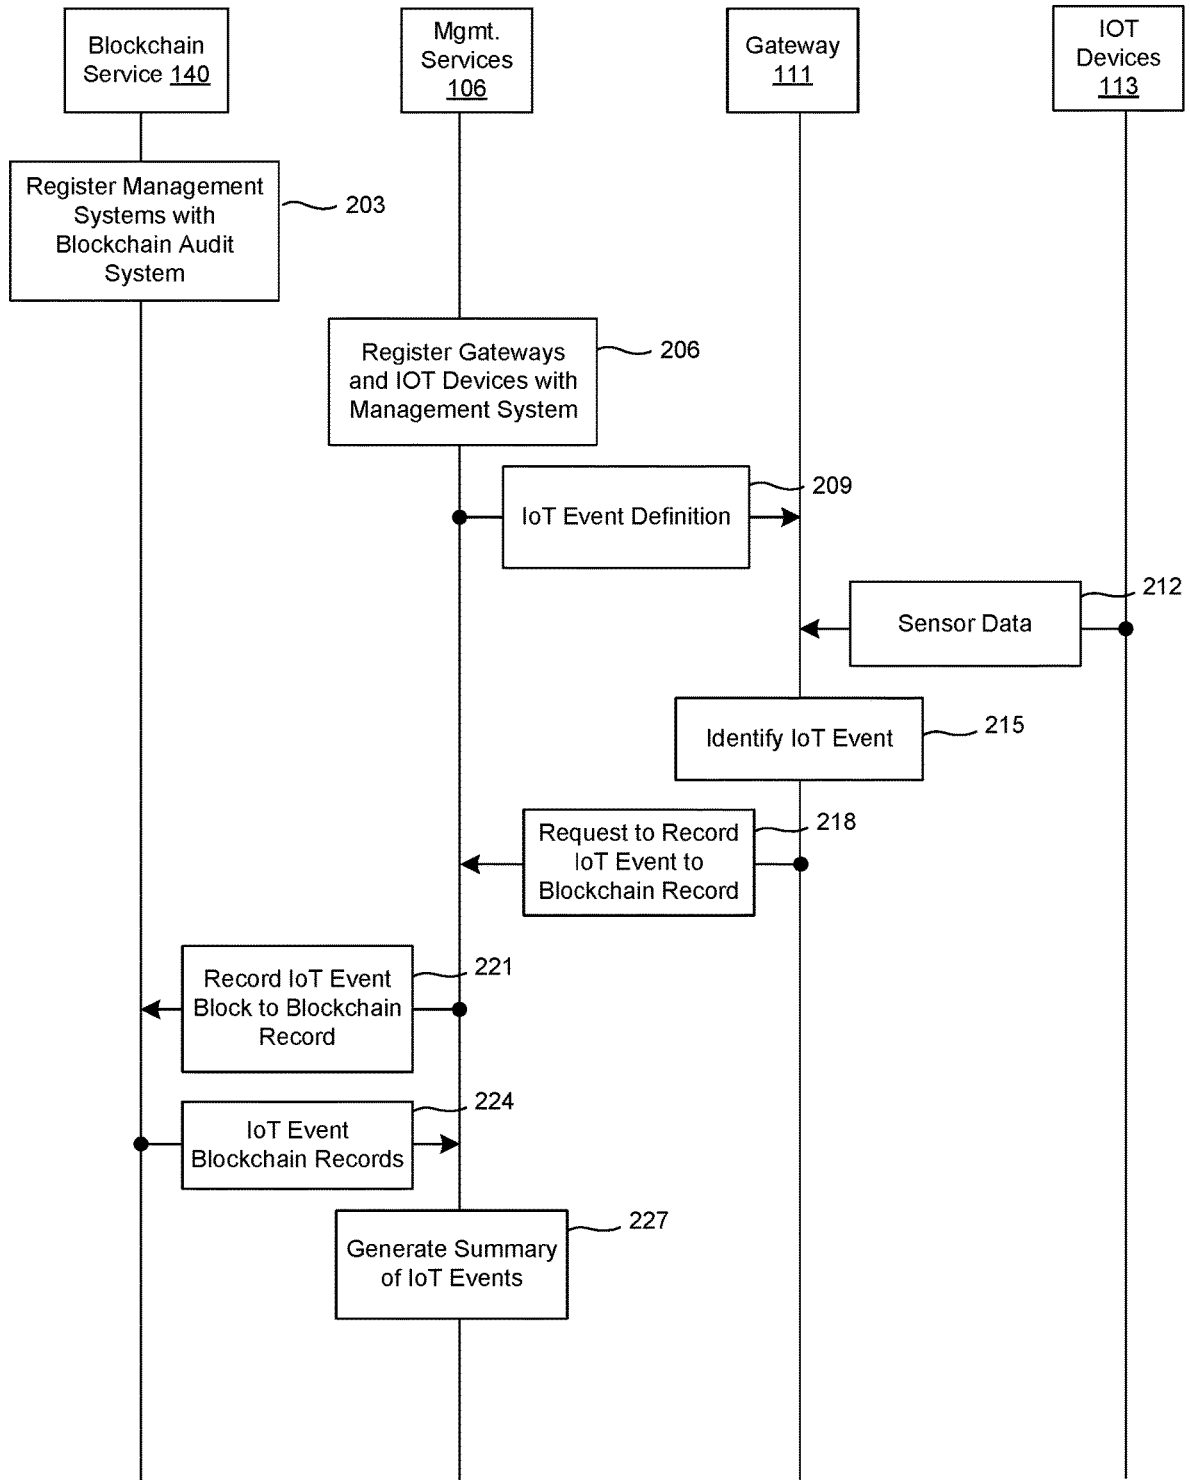 Blockchain
Service 140
Mgmt.
Services
106
Gateway
111
IOT
Devices
113
Register Management
Systems with
Blockchain Audit
System
203
Register Gateways
and IOT Devices with
Management System
206
IoT Event Definition
209
Sensor Data
212
Identify IoT Event
215
Request to Record
IoT Event to
Blockchain Record
218
Record IoT Event
Block to Blockchain
Record
221
IoT Event
Blockchain Records
224
Generate Summary
of IoT Events
227